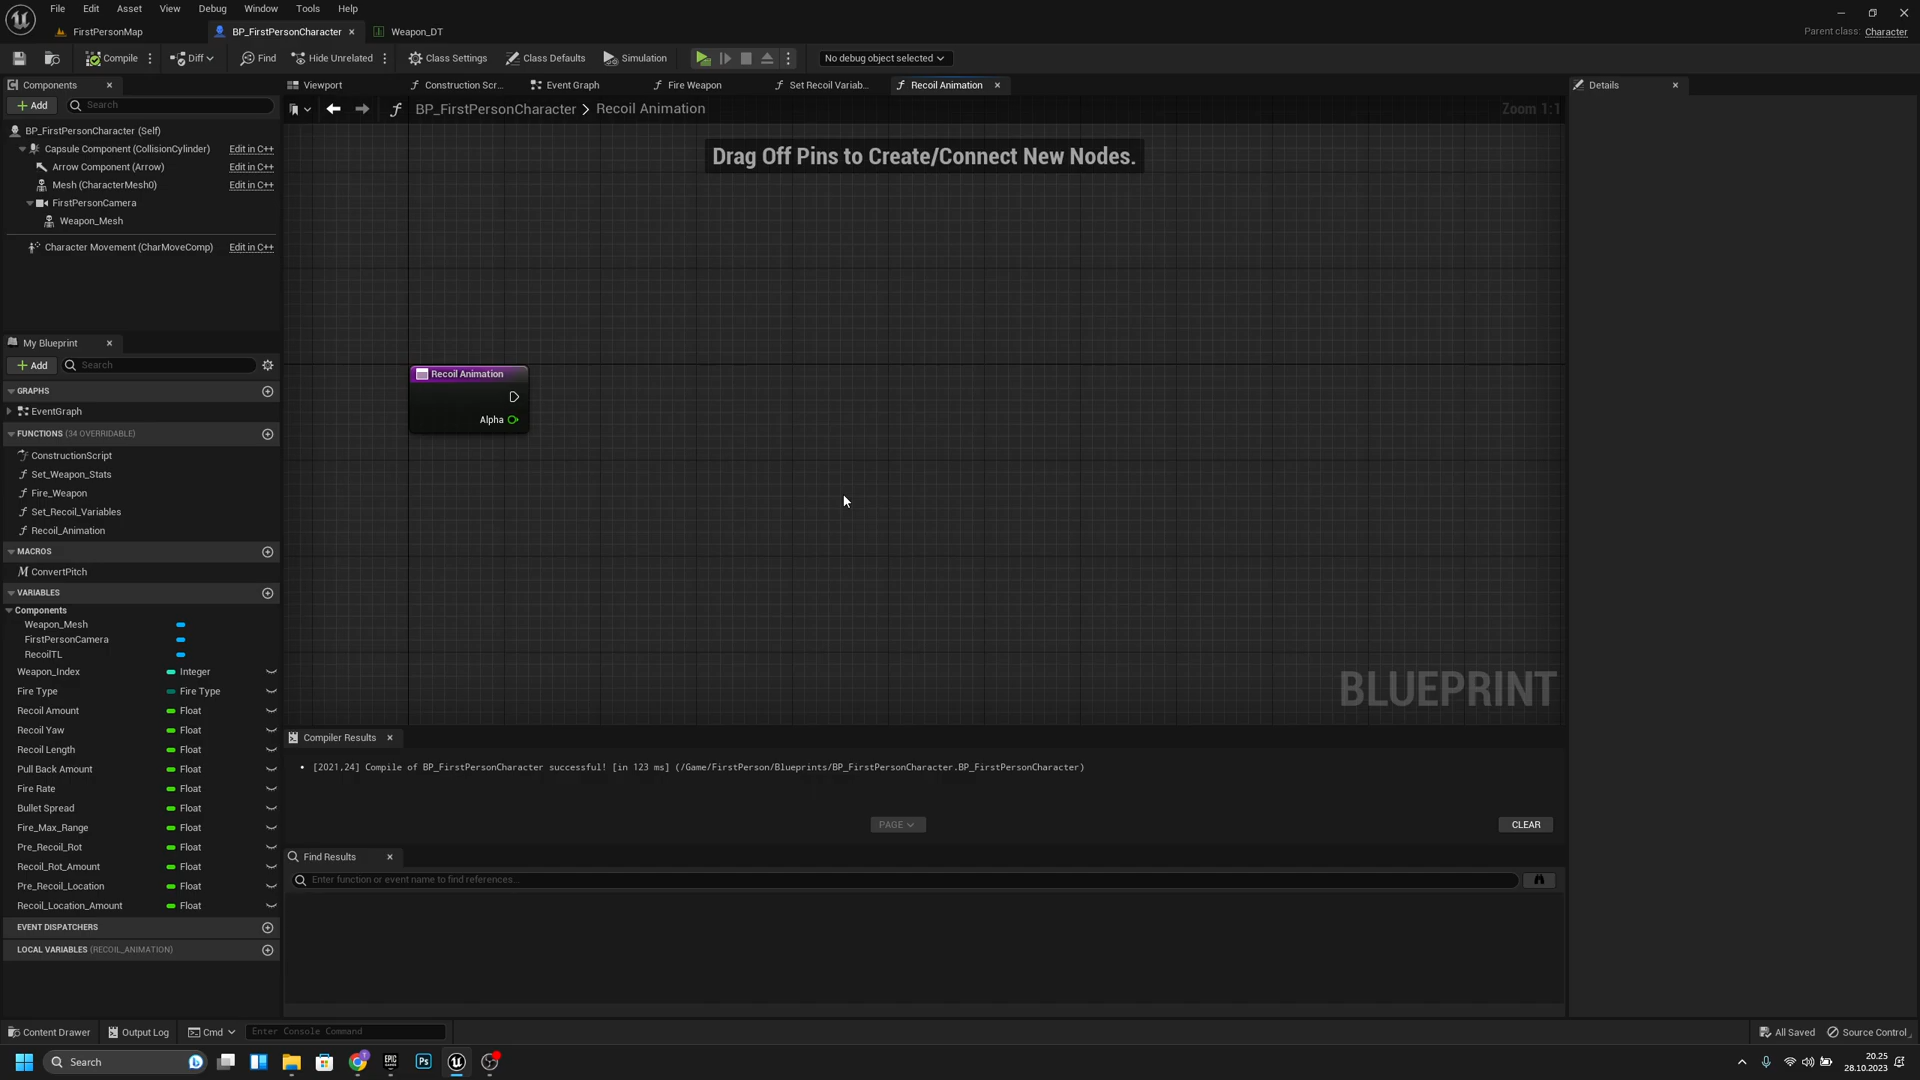 File Edit Asset View Debug Window Tools Help
FirstPersonMap BP_FirstPersonCharacter Weapon_DT
Parent class: Character
Compile Diff Find Hide Unrelated Class Settings Class Defaults Simulation No debug object selected
Components
Add Search
BP_FirstPersonCharacter (Self)
Capsule Component (CollisionCylinder) Edit in C++
Arrow Component (Arrow) Edit in C++
Mesh (CharacterMesh0) Edit in C++
FirstPersonCamera
Weapon_Mesh
Character Movement (CharMoveComp) Edit in C++
My Blueprint
Add Search
GRAPHS
EventGraph
FUNCTIONS (34 OVERRIDABLE)
ConstructionScript
Set_Weapon_Stats
Fire_Weapon
Set_Recoil_Variables
Recoil_Animation
MACROS
ConvertPitch
VARIABLES
Components
Weapon_Mesh
FirstPersonCamera
RecoilTL
Weapon_Index Integer
Fire Type Fire Type
Recoil Amount Float
Recoil Yaw Float
Recoil Length Float
Pull Back Amount Float
Fire Rate Float
Bullet Spread Float
Fire_Max_Range Float
Pre_Recoil_Rot Float
Recoil_Rot_Amount Float
Pre_Recoil_Location Float
Recoil_Location_Amount Float
EVENT DISPATCHERS
LOCAL VARIABLES (RECOIL_ANIMATION)
Viewport Construction Scr... Event Graph Fire Weapon Set Recoil Variab... Recoil Animation
BP_FirstPersonCharacter > Recoil Animation
Zoom 1:1
Drag Off Pins to Create/Connect New Nodes.
Recoil Animation
Alpha
BLUEPRINT
Compiler Results
[2021,24] Compile of BP_FirstPersonCharacter successful! [in 123 ms] (/Game/FirstPerson/Blueprints/BP_FirstPersonCharacter.BP_FirstPersonCharacter)
PAGE
CLEAR
Find Results
Enter function or event name to find references...
Details
Content Drawer Output Log Cmd Enter Console Command
All Saved Source Control
Search
EPIC
GAMES
Ps
20.25
28.10.2023